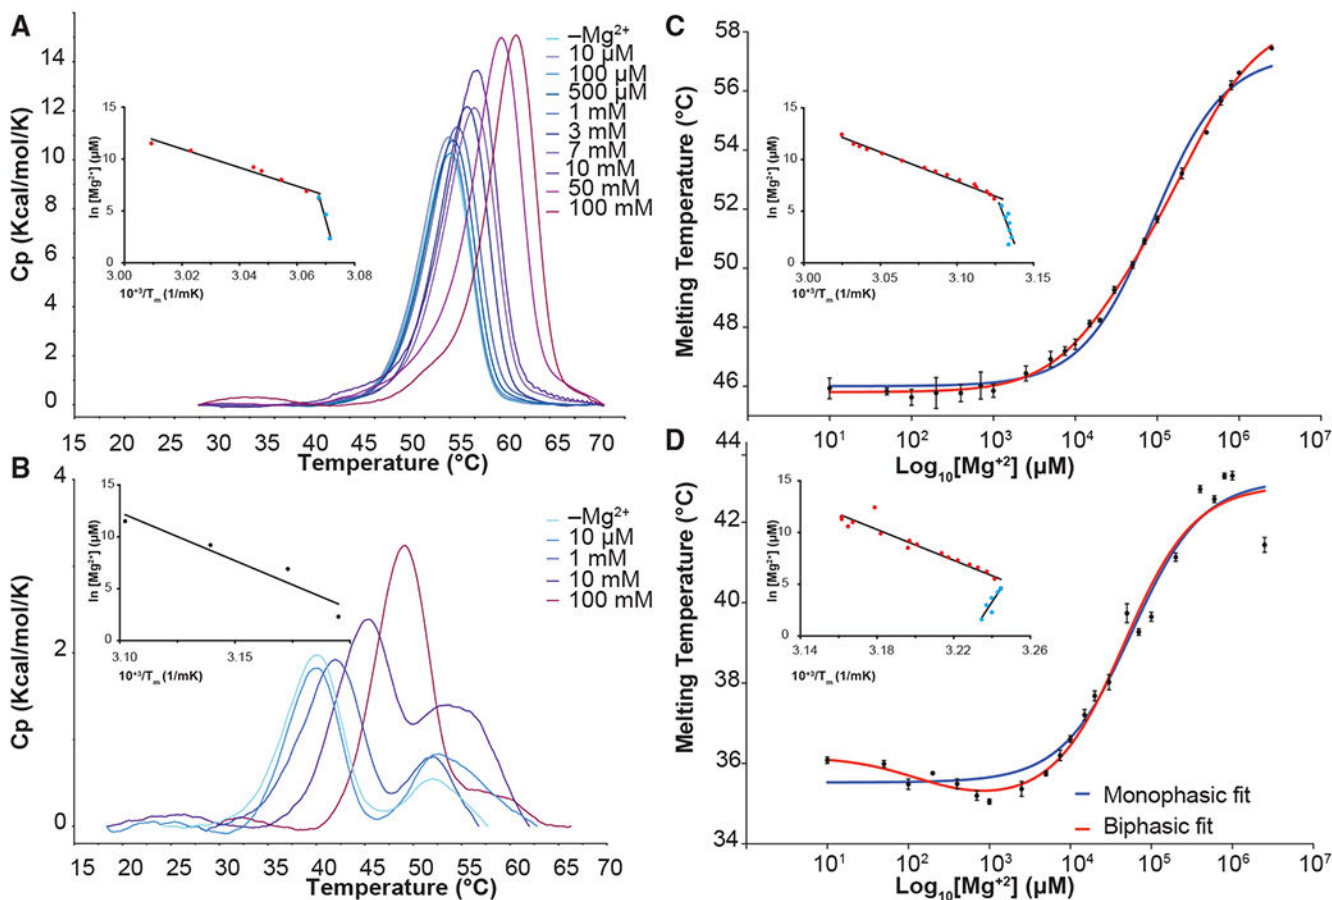 A
Cp (Kcal/mol/K)
14
12
10
8
6
4
2
0
15 20 25 30 35 40 45 50 55 60 65 70
Temperature (°C)
–Mg²⁺
10 µM
100 µM
500 µM
1 mM
3 mM
7 mM
10 mM
50 mM
100 mM
ln [Mg²⁺] (µM)
15
10
5
0
3.00 3.02 3.04 3.06 3.08
10⁺³/Tₘ (1/mK)
B
Cp (Kcal/mol/K)
4
2
0
15 20 25 30 35 40 45 50 55 60 65 70
Temperature (°C)
–Mg²⁺
10 µM
1 mM
10 mM
100 mM
ln [Mg²⁺] (µM)
15
10
5
0
3.10 3.15
10⁺³/Tₘ (1/mK)
C
Melting Temperature (°C)
58
56
54
52
50
48
46
10¹ 10² 10³ 10⁴ 10⁵ 10⁶ 10⁷
Log₁₀[Mg⁺²] (µM)
ln [Mg²⁺] (µM)
15
10
5
0
3.00 3.05 3.10 3.15
10⁺³/Tₘ (1/mK)
D
Melting Temperature (°C)
44
42
40
38
36
34
10¹ 10² 10³ 10⁴ 10⁵ 10⁶ 10⁷
Log₁₀[Mg⁺²] (µM)
ln [Mg²⁺] (µM)
15
10
5
0
3.14 3.18 3.22 3.26
10⁺³/Tₘ (1/mK)
Monophasic fit
Biphasic fit